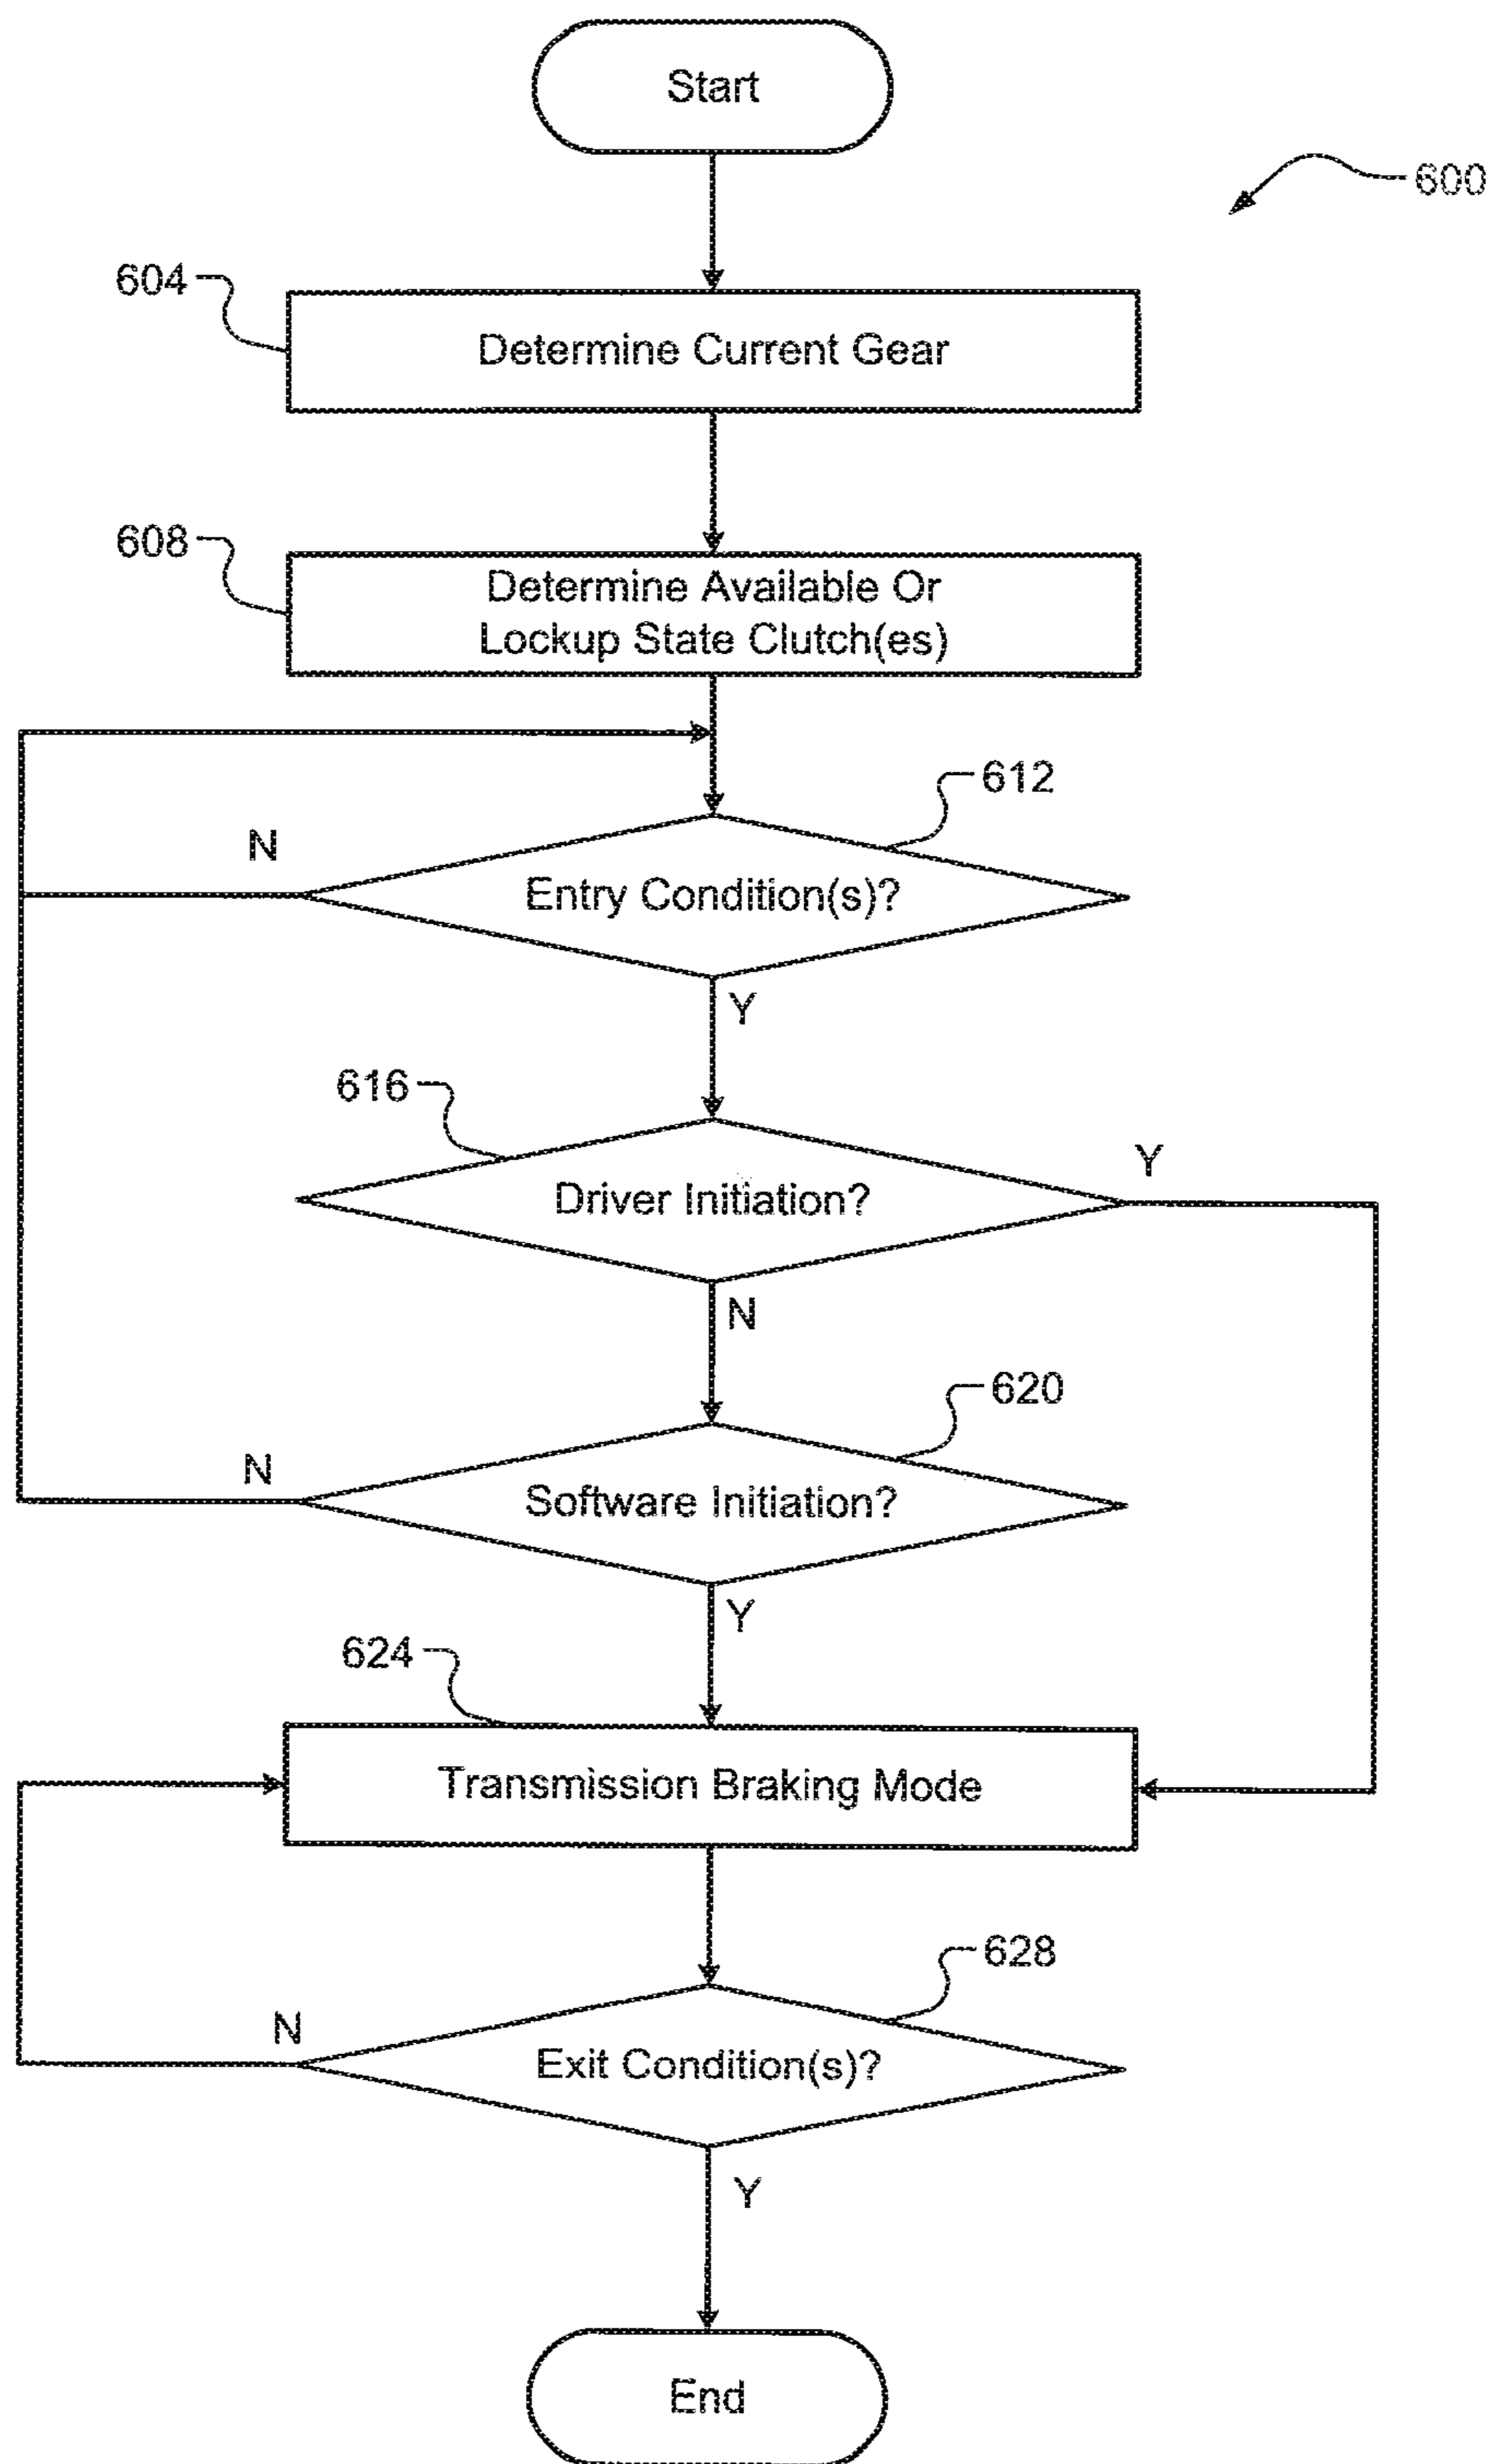 Start
600
604
Determine Current Gear
608
Determine Available Or
Lockup State Clutch(es)
612
N
Entry Condition(s)?
Y
616
Y
Driver Initiation?
N
620
N
Software Initiation?
Y
624
Transmission Braking Mode
628
N
Exit Condition(s)?
Y
End